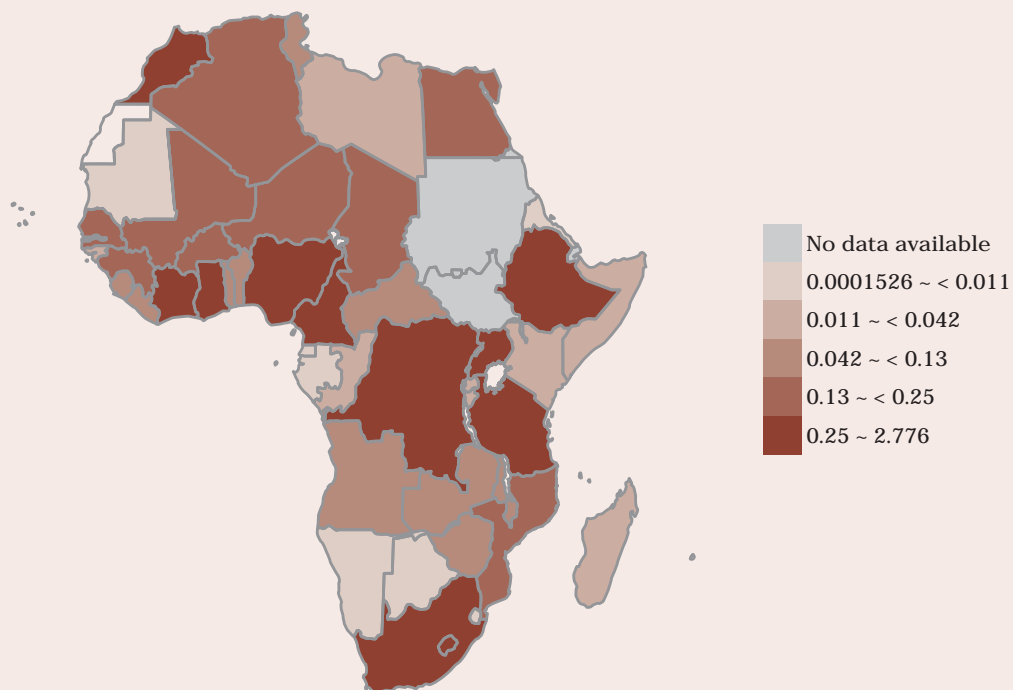 No data available
0.0001526 ~ < 0.011
0.011 ~ < 0.042
0.042 ~ < 0.13
0.13 ~ < 0.25
0.25 ~ 2.776